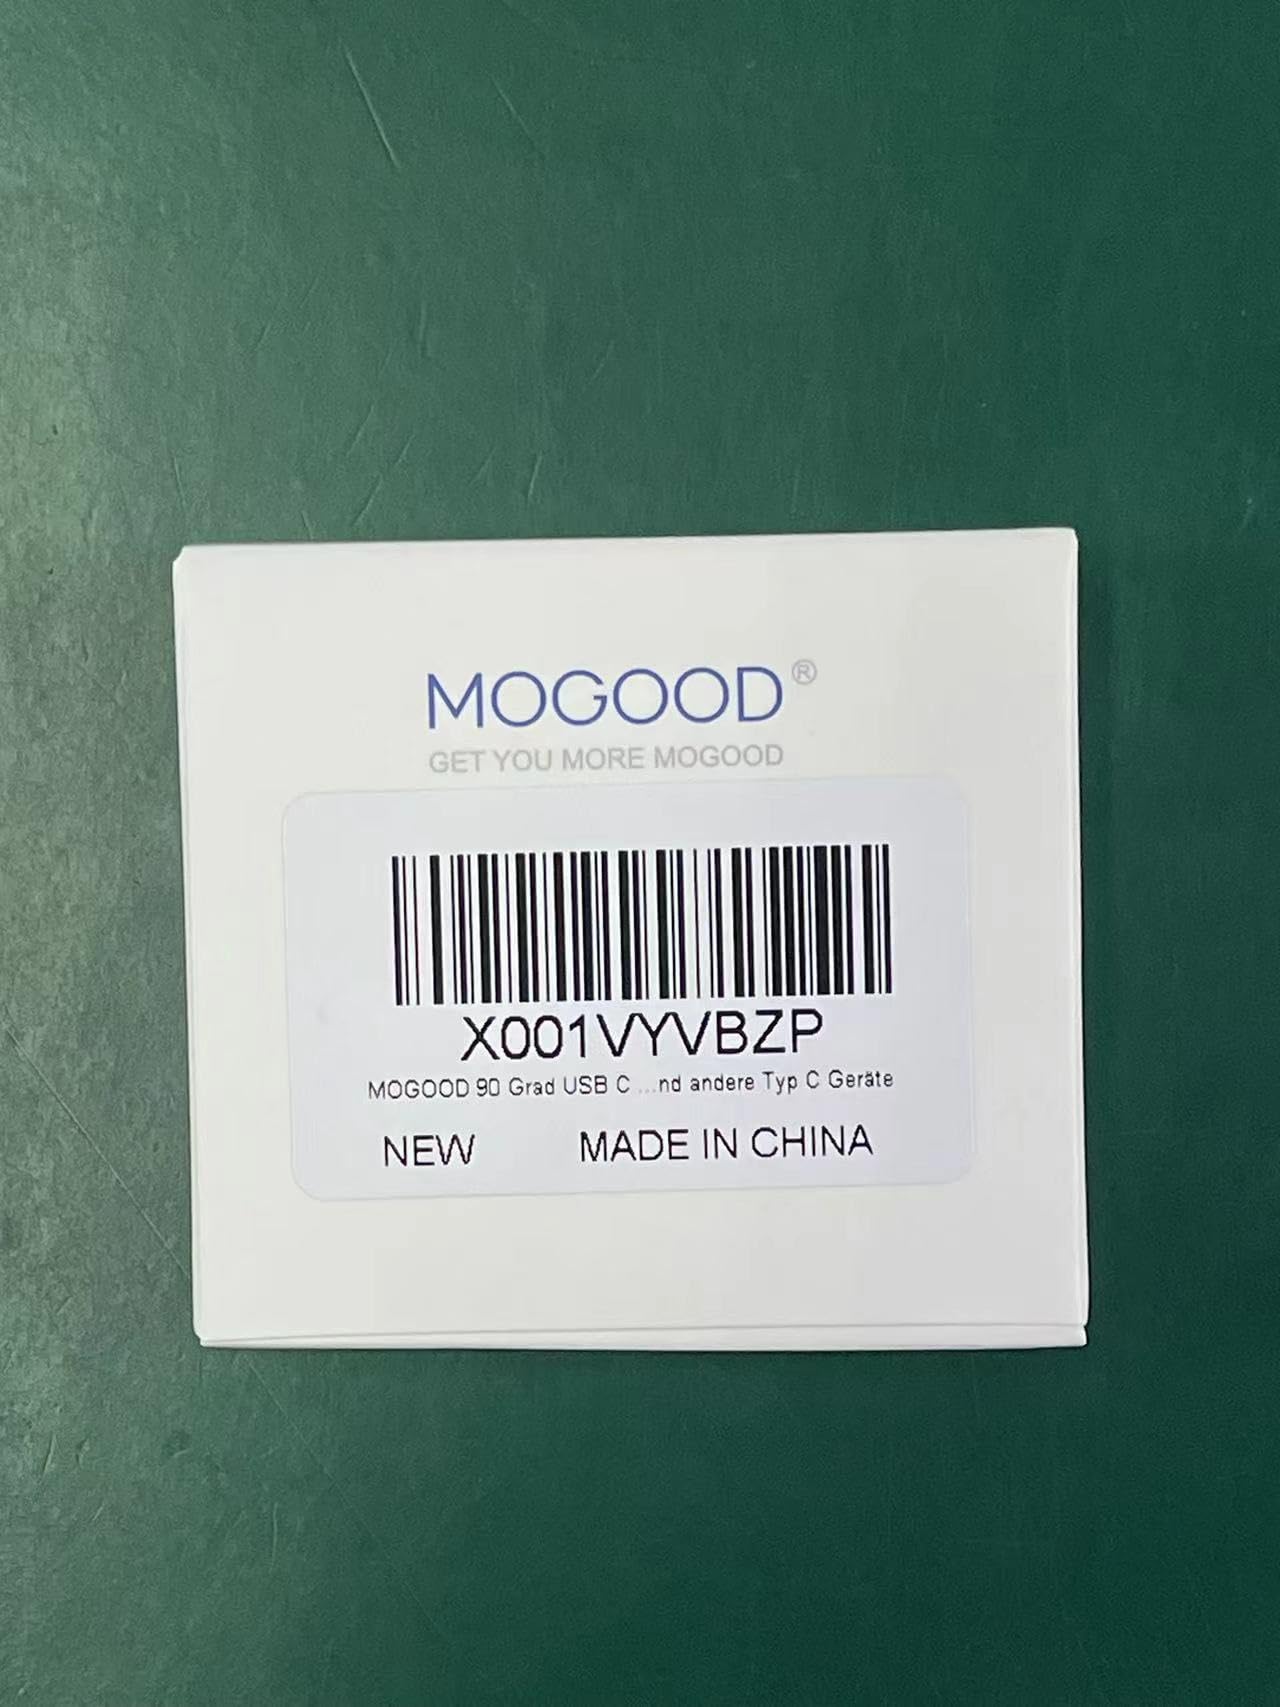 MOGOOD®
GET YOU MORE MOGOOD
X001VYVBZP
MOGOOD 90 Grad USB C ...nd andere Typ C Geräte
NEW MADE IN CHINA